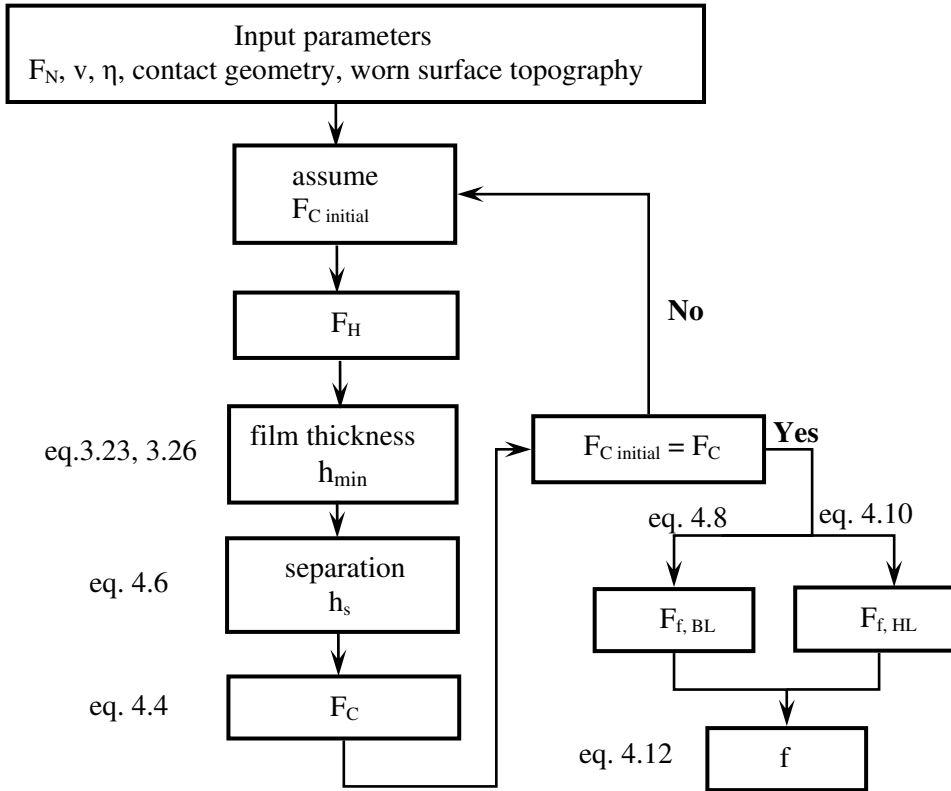 Input parameters
F_N, v, η, contact geometry, worn surface topography
assume
F_C initial
F_H
No
eq.3.23, 3.26
film thickness
h_min
F_C initial = F_C
Yes
eq. 4.8
eq. 4.10
eq. 4.6
separation
h_s
F_f, BL
F_f, HL
eq. 4.4
F_C
eq. 4.12
f